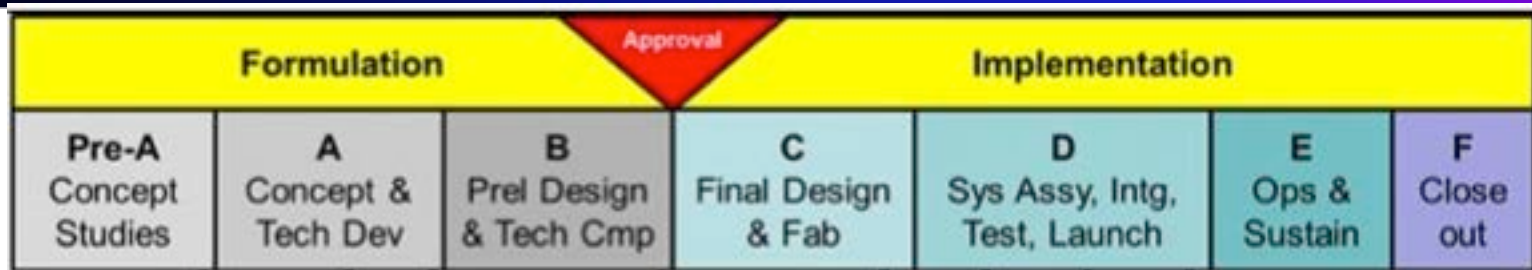 Formulation
Approval
Implementation
Pre-A
Concept
Studies
A
Concept &
Tech Dev
B
Prel Design
& Tech Cmp
C
Final Design
& Fab
D
Sys Assy, Intg,
Test, Launch
E
Ops &
Sustain
F
Close
out